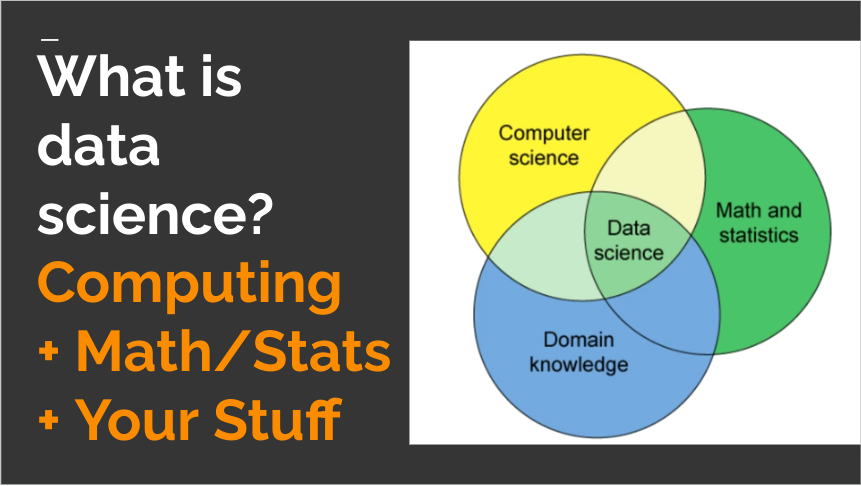 What is
data
science?
Computing
+ Math/Stats
+ Your Stuff
Computer
science
Math and
statistics
Data
science
Domain
knowledge